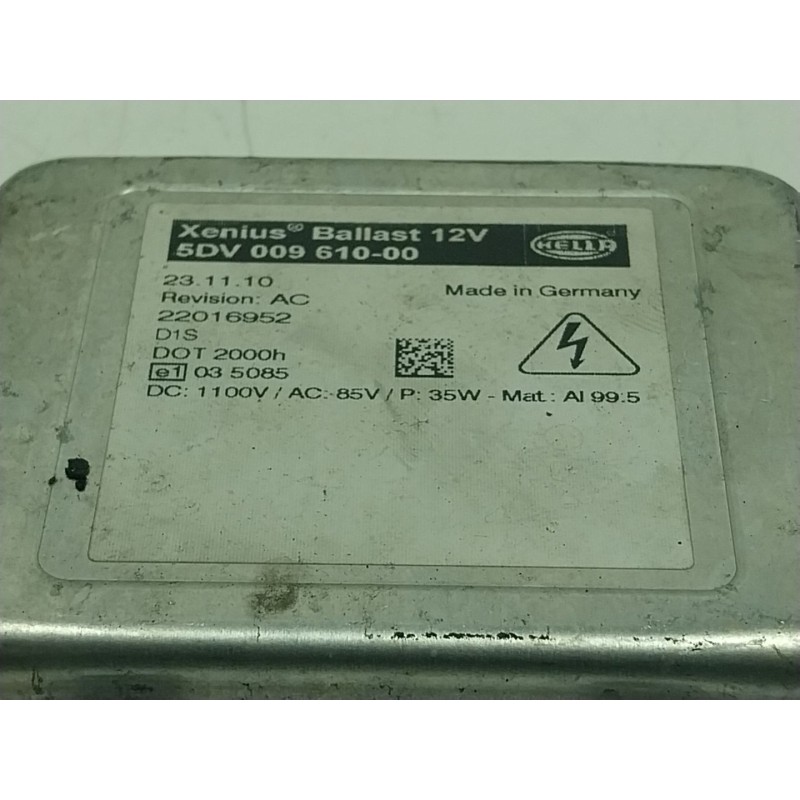 Xenius® Ballast 12V
5DV 009 610-00
HELLA
23.11.10
Made in Germany
Revision: AC
22016952
D1S
DOT 2000h
e1 03 5085
DC: 1100V / AC: 85V / P: 35W - Mat.: Al 99.5